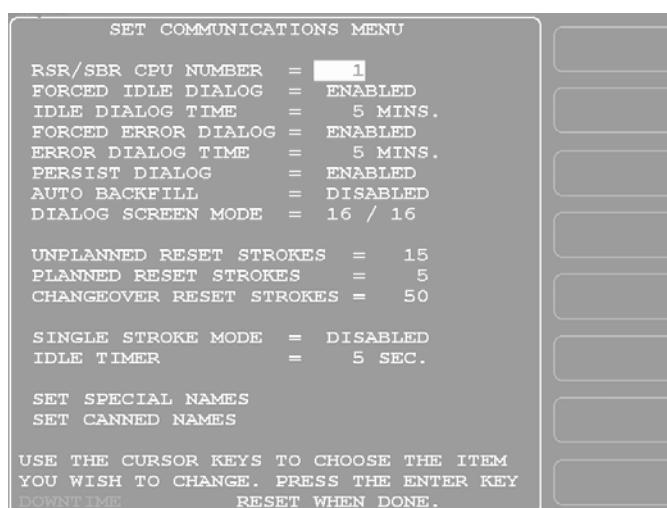 SET COMMUNICATIONS MENU
RSR/SBR CPU NUMBER = 1
FORCED IDLE DIALOG = ENABLED
IDLE DIALOG TIME = 5 MINS.
FORCED ERROR DIALOG = ENABLED
ERROR DIALOG TIME = 5 MINS.
PERSIST DIALOG = ENABLED
AUTO BACKFILL = DISABLED
DIALOG SCREEN MODE = 16 / 16
UNPLANNED RESET STROKES = 15
PLANNED RESET STROKES = 5
CHANGEOVER RESET STROKES = 50
SINGLE STROKE MODE = DISABLED
IDLE TIMER = 5 SEC.
SET SPECIAL NAMES
SET CANNED NAMES
USE THE CURSOR KEYS TO CHOOSE THE ITEM
YOU WISH TO CHANGE. PRESS THE ENTER KEY
DOWNTIME RESET WHEN DONE.